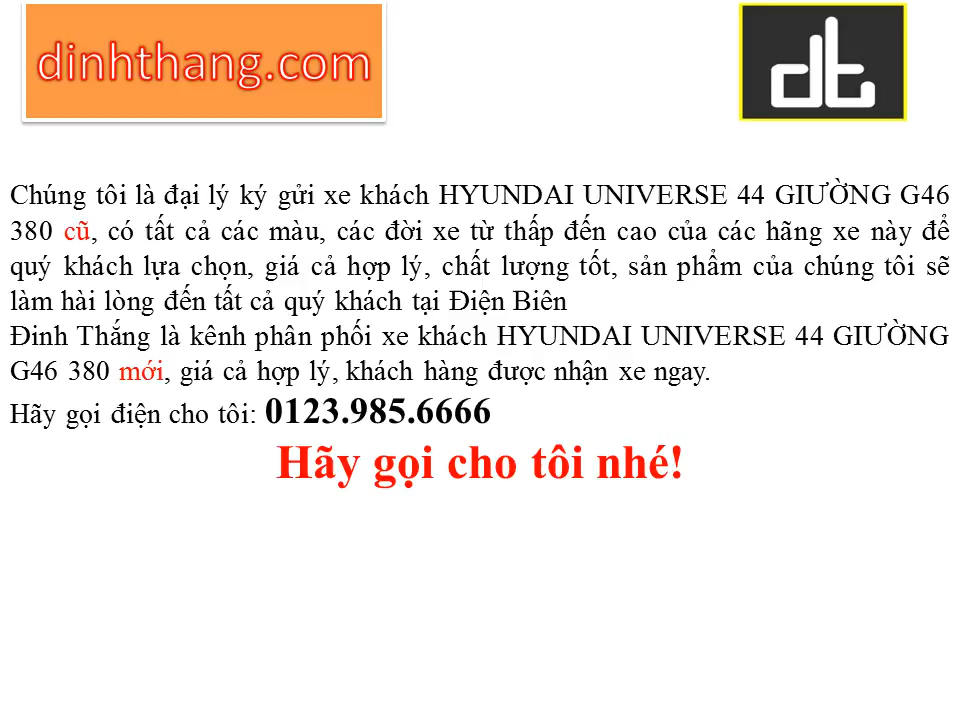 dinhthang.com
dt
Chúng tôi là đại lý ký gửi xe khách HYUNDAI UNIVERSE 44 GIƯỜNG G46
380 cũ, có tất cả các màu, các đời xe từ thấp đến cao của các hãng xe này để
quý khách lựa chọn, giá cả hợp lý, chất lượng tốt, sản phẩm của chúng tôi sẽ
làm hài lòng đến tất cả quý khách tại Điện Biên
Đinh Thắng là kênh phân phối xe khách HYUNDAI UNIVERSE 44 GIƯỜNG
G46 380 mới, giá cả hợp lý, khách hàng được nhận xe ngay.
Hãy gọi điện cho tôi: 0123.985.6666
Hãy gọi cho tôi nhé!